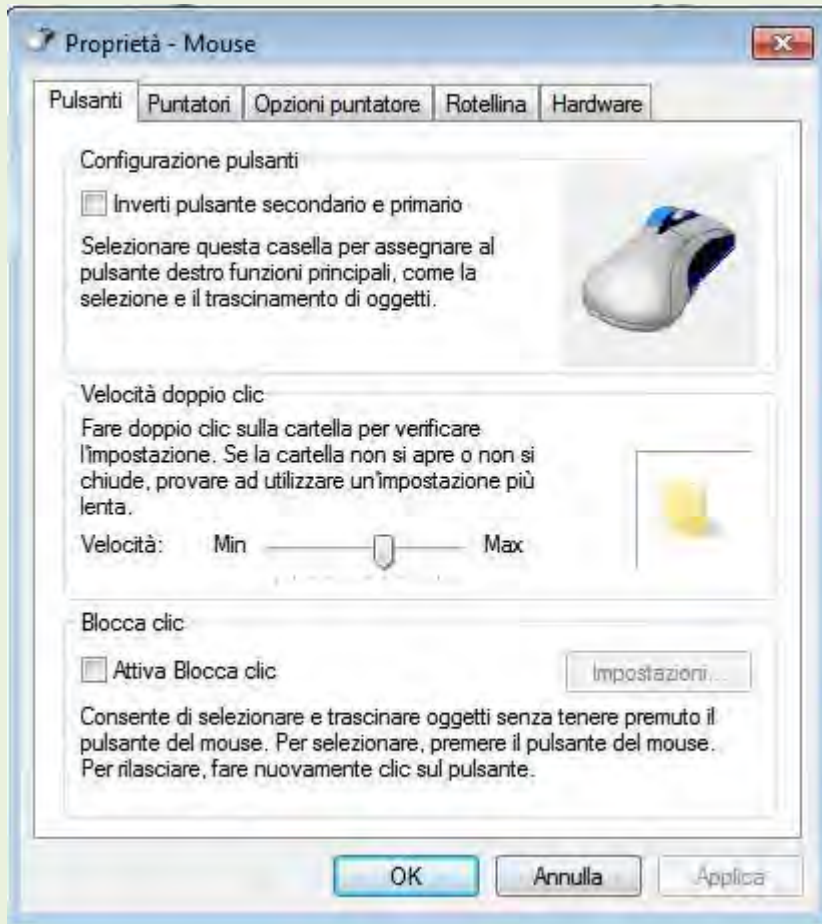 Proprietà - Mouse
Pulsanti Puntatori Opzioni puntatore Rotellina Hardware
Configurazione pulsanti
Inverti pulsante secondario e primario
Selezionare questa casella per assegnare al
pulsante destro funzioni principali, come la
selezione e il trascinamento di oggetti.
Velocità doppio clic
Fare doppio clic sulla cartella per verificare
l'impostazione. Se la cartella non si apre o non si
chiude, provare ad utilizzare un'impostazione più
lenta.
Velocità: Min Max
Blocca clic
Attiva Blocca clic Impostazioni...
Consente di selezionare e trascinare oggetti senza tenere premuto il
pulsante del mouse. Per selezionare, premere il pulsante del mouse.
Per rilasciare, fare nuovamente clic sul pulsante.
OK Annulla Applica